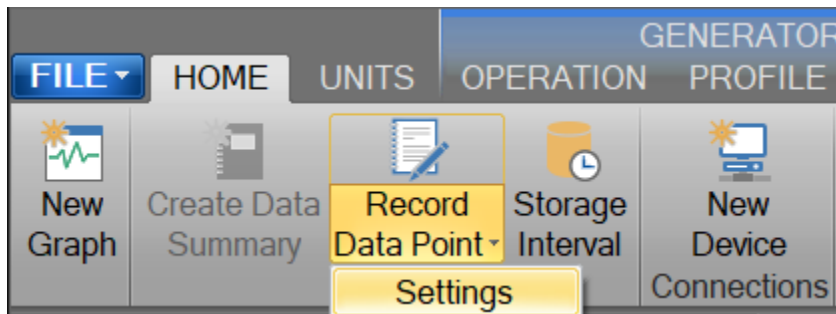 GENERATOR
FILE HOME UNITS OPERATION PROFILE
New Graph
Create Data Summary
Record Data Point
Storage Interval
New Device
Settings
Connections